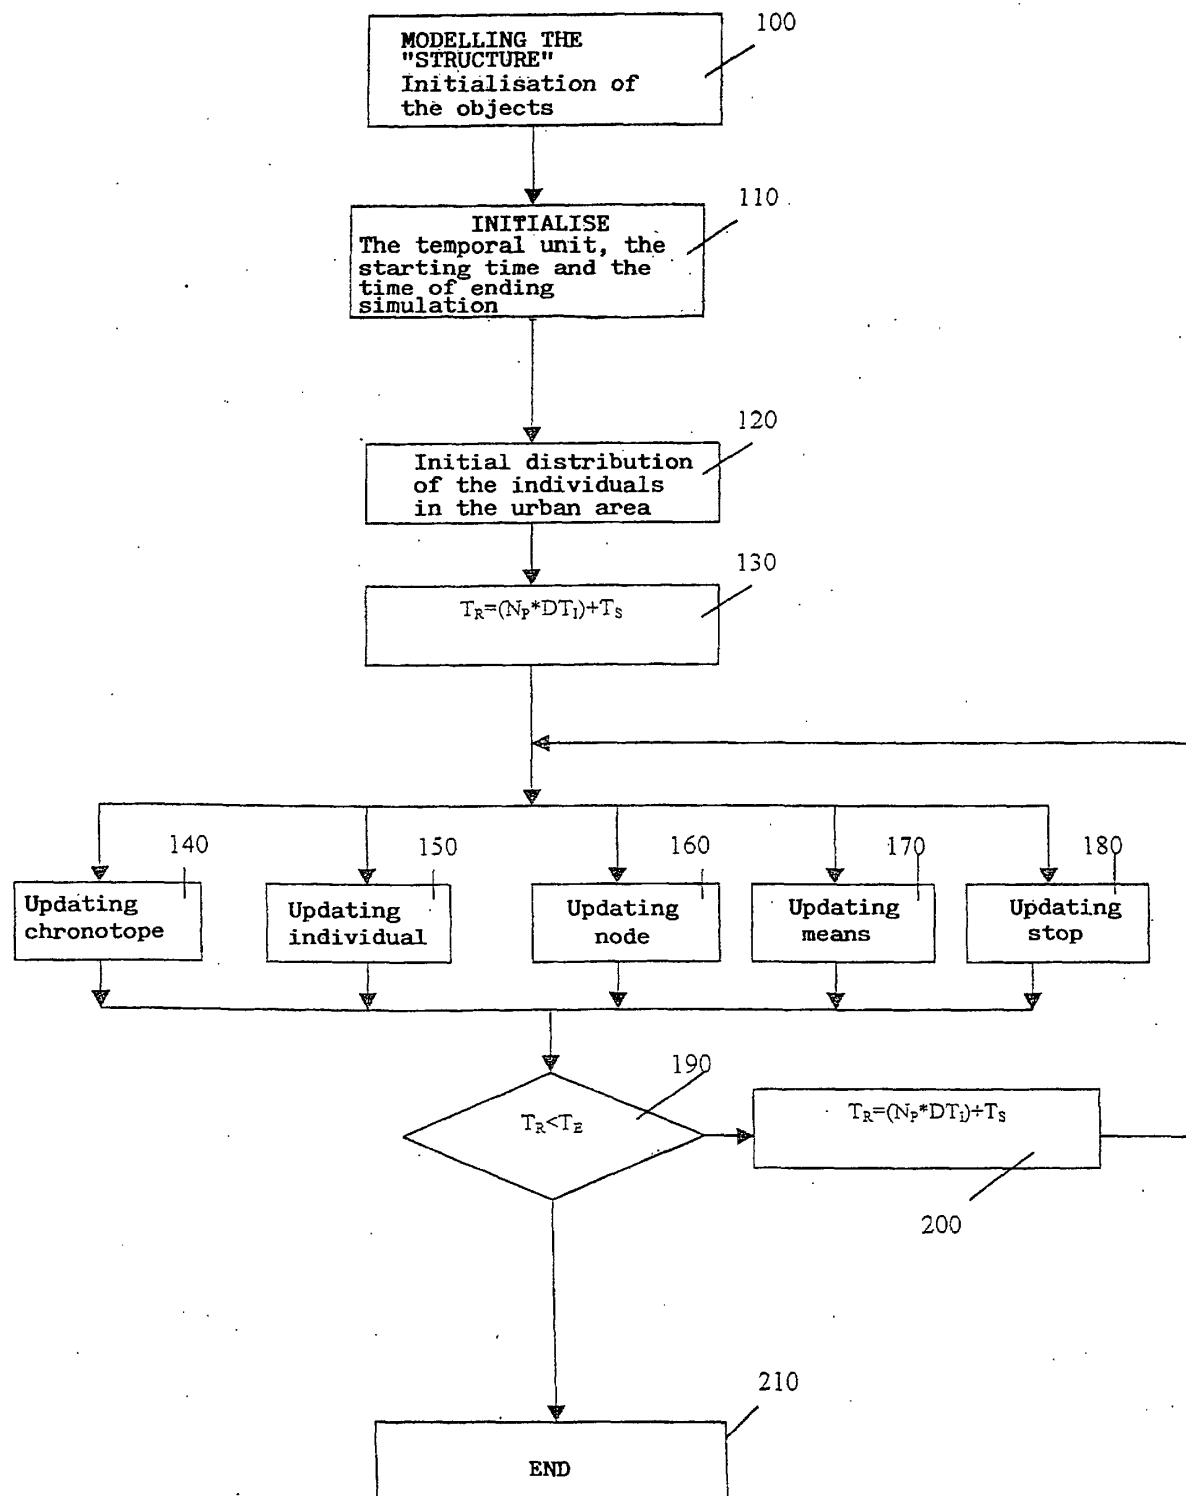 100
MODELLING THE
"STRUCTURE"
Initialisation of
the objects
110
INITIALISE
The temporal unit, the
starting time and the
time of ending
simulation
120
Initial distribution
of the individuals
in the urban area
130
T_R=(N_P*DT_I)+T_S
140
150
160
170
180
Updating
chronotope
Updating
individual
Updating
node
Updating
means
Updating
stop
190
T_R<T_E
T_R=(N_P*DT_i)+T_S
200
210
END